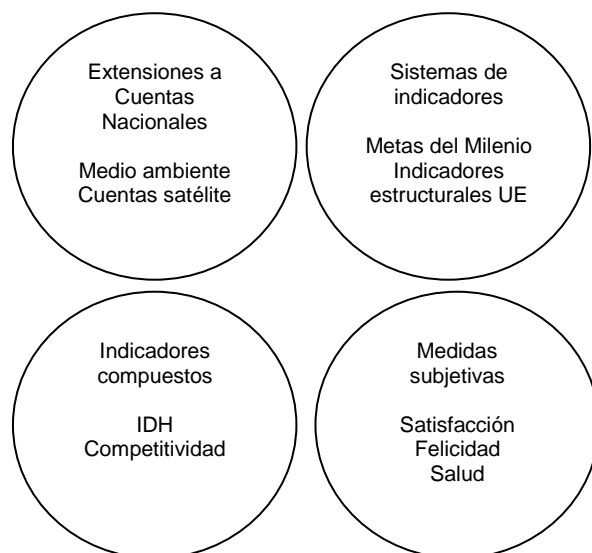 Extensiones a
Cuentas
Nacionales
Medio ambiente
Cuentas satélite
Sistemas de
indicadores
Metas del Milenio
Indicadores
estructurales UE
Indicadores
compuestos
IDH
Competitividad
Medidas
subjetivas
Satisfacción
Felicidad
Salud